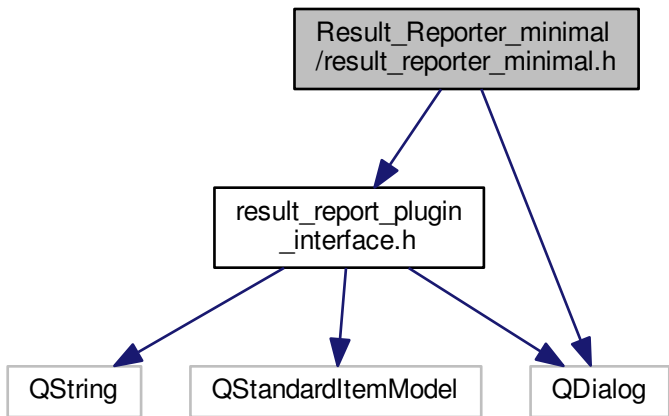 Result_Reporter_minimal
/result_reporter_minimal.h
result_report_plugin
_interface.h
QString
QStandardItemModel
QDialog